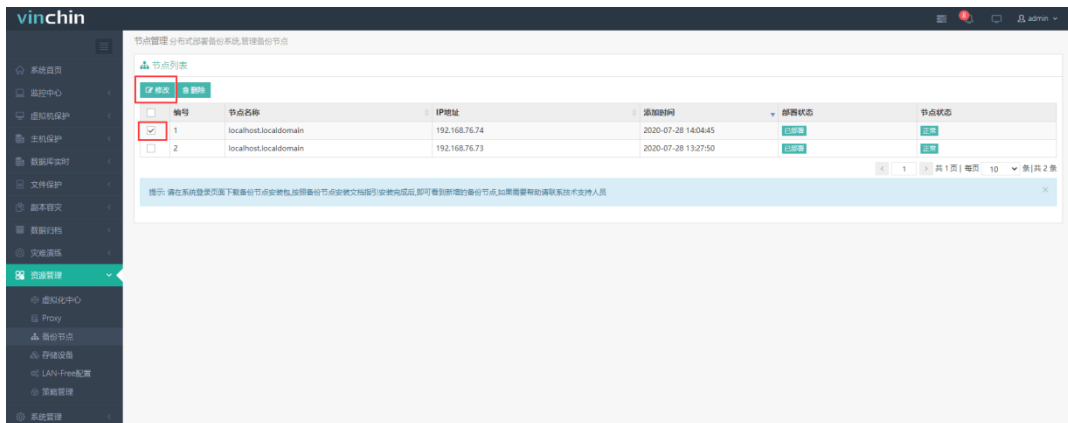 vinchin
8
admin
节点管理 分布式部署备份系统,管理备份节点
系统首页
监控中心
虚拟机保护
主机保护
数据库实时
文件保护
副本容灾
数据归档
灾难演练
资源管理
虚拟化中心
Proxy
备份节点
存储设备
LAN-Free配置
策略管理
系统管理
节点列表
修改 删除
编号 节点名称 IP地址 添加时间 部署状态 节点状态
1 localhost.localdomain 192.168.76.74 2020-07-28 14:04:45 已部署 正常
2 localhost.localdomain 192.168.76.73 2020-07-28 13:27:50 已部署 正常
< 1 > 共 1 页 | 每页 10 条|共 2 条
提示: 请在系统登录页面下载备份节点安装包,按照备份节点安装文档指引安装完成后,即可看到新增的备份节点,如果需要帮助请联系技术支持人员 ×